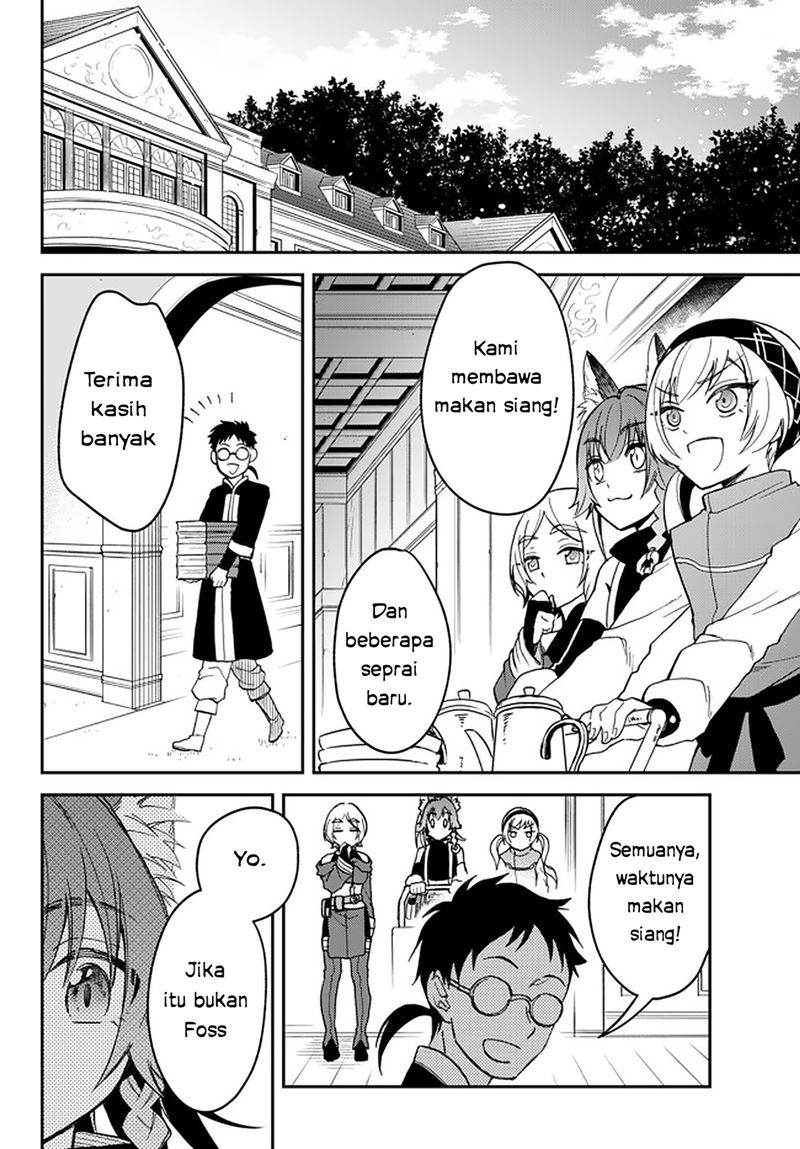 Kami
membawa
makan siang!
Dan
beberapa
seprai
baru.
Terima
kasih
banyak
Semuanya,
waktunya
makan
siang!
Yo.
Jika
itu bukan
Foss